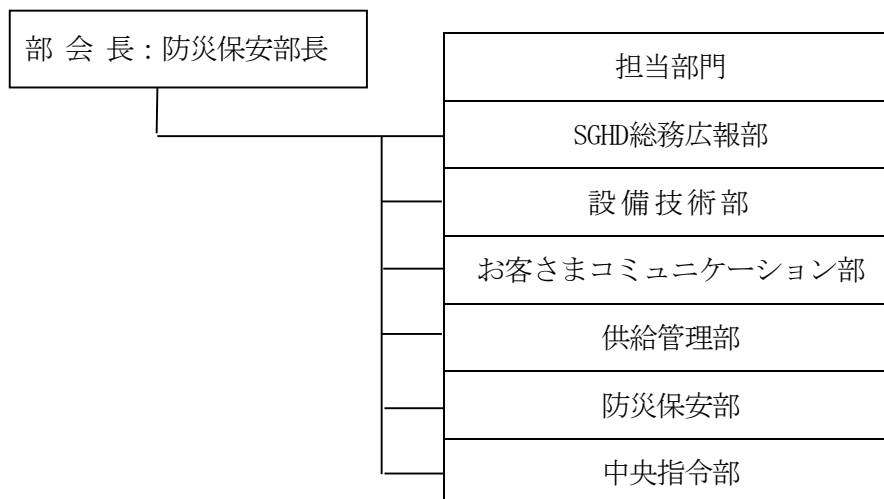 部 会 長：防災保安部長
担当部門
SGHD総務広報部
設備技術部
お客さまコミュニケーション部
供給管理部
防災保安部
中央指令部